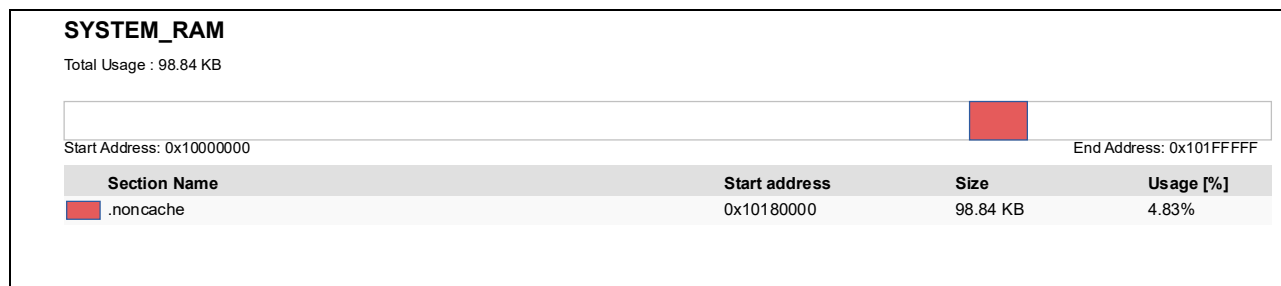 SYSTEM_RAM
Total Usage : 98.84 KB
Start Address: 0x10000000 End Address: 0x101FFFFF
Section Name Start address Size Usage [%]
.noncache 0x10180000 98.84 KB 4.83%